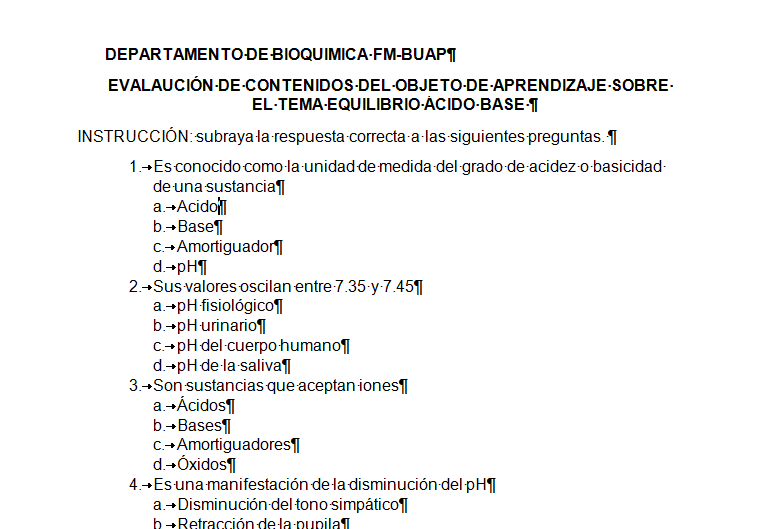 DEPARTAMENTO DE BIOQUIMICA FM-BUAP¶
EVALAUCIÓN DE CONTENIDOS DEL OBJETO DE APRENDIZAJE SOBRE
EL TEMA EQUILIBRIO ÁCIDO BASE ¶
INSTRUCCIÓN: subraya la respuesta correcta a las siguientes preguntas. ¶
1.→Es conocido como la unidad de medida del grado de acidez o basicidad
de una sustancia¶
a.→Acido¶
b.→Base¶
c.→Amortiguador¶
d.→pH¶
2.→Sus valores oscilan entre 7.35 y 7.45¶
a.→pH fisiológico¶
b.→pH urinario¶
c.→pH del cuerpo humano¶
d.→pH de la saliva¶
3.→Son sustancias que aceptan iones¶
a.→Ácidos¶
b.→Bases¶
c.→Amortiguadores¶
d.→Óxidos¶
4.→Es una manifestación de la disminución del pH¶
a.→Disminución del tono simpático¶
b.→Retracción de la pupila¶